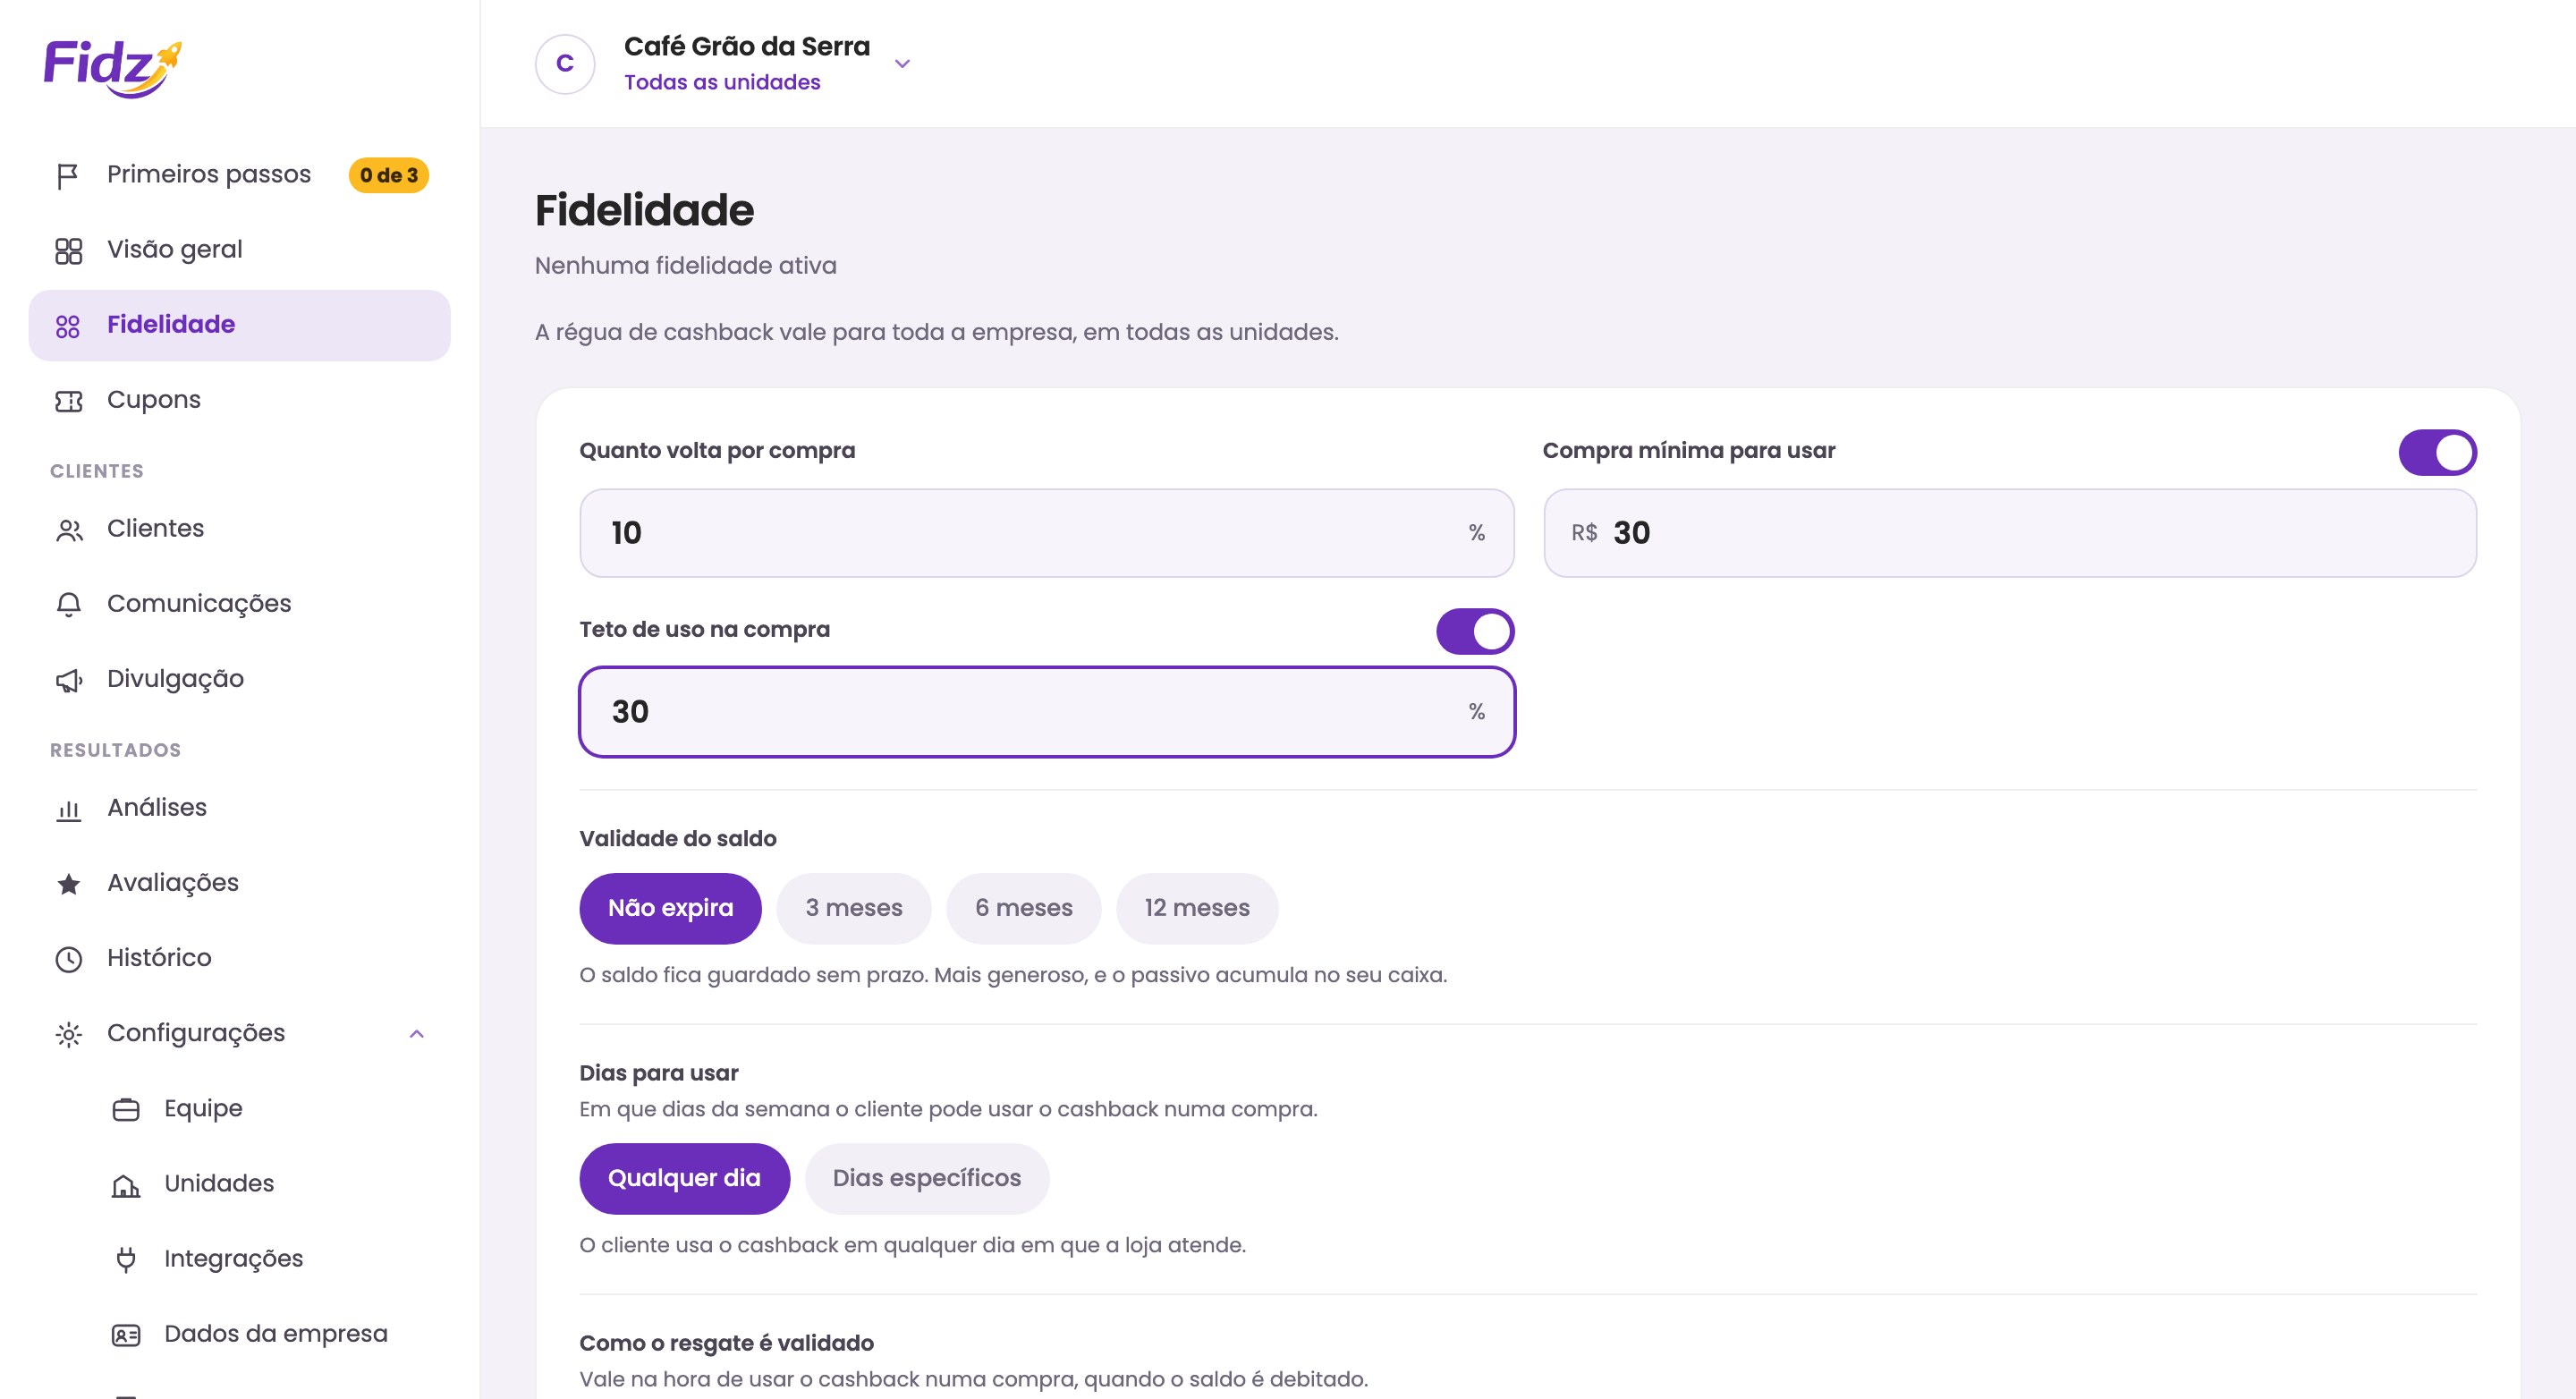 Fidz
Primeiros passos
0 de 3
Visão geral
Fidelidade
Cupons
CLIENTES
Clientes
Comunicações
Divulgação
RESULTADOS
Análises
Avaliações
Histórico
Configurações
Equipe
Unidades
Integrações
Dados da empresa
C
Café Grão da Serra
Todas as unidades
Fidelidade
Nenhuma fidelidade ativa
A régua de cashback vale para toda a empresa, em todas as unidades.
Quanto volta por compra
10 %
Compra mínima para usar
R$ 30
Teto de uso na compra
30 %
Validade do saldo
Não expira
3 meses
6 meses
12 meses
O saldo fica guardado sem prazo. Mais generoso, e o passivo acumula no seu caixa.
Dias para usar
Em que dias da semana o cliente pode usar o cashback numa compra.
Qualquer dia
Dias específicos
O cliente usa o cashback em qualquer dia em que a loja atende.
Como o resgate é validado
Vale na hora de usar o cashback numa compra, quando o saldo é debitado.